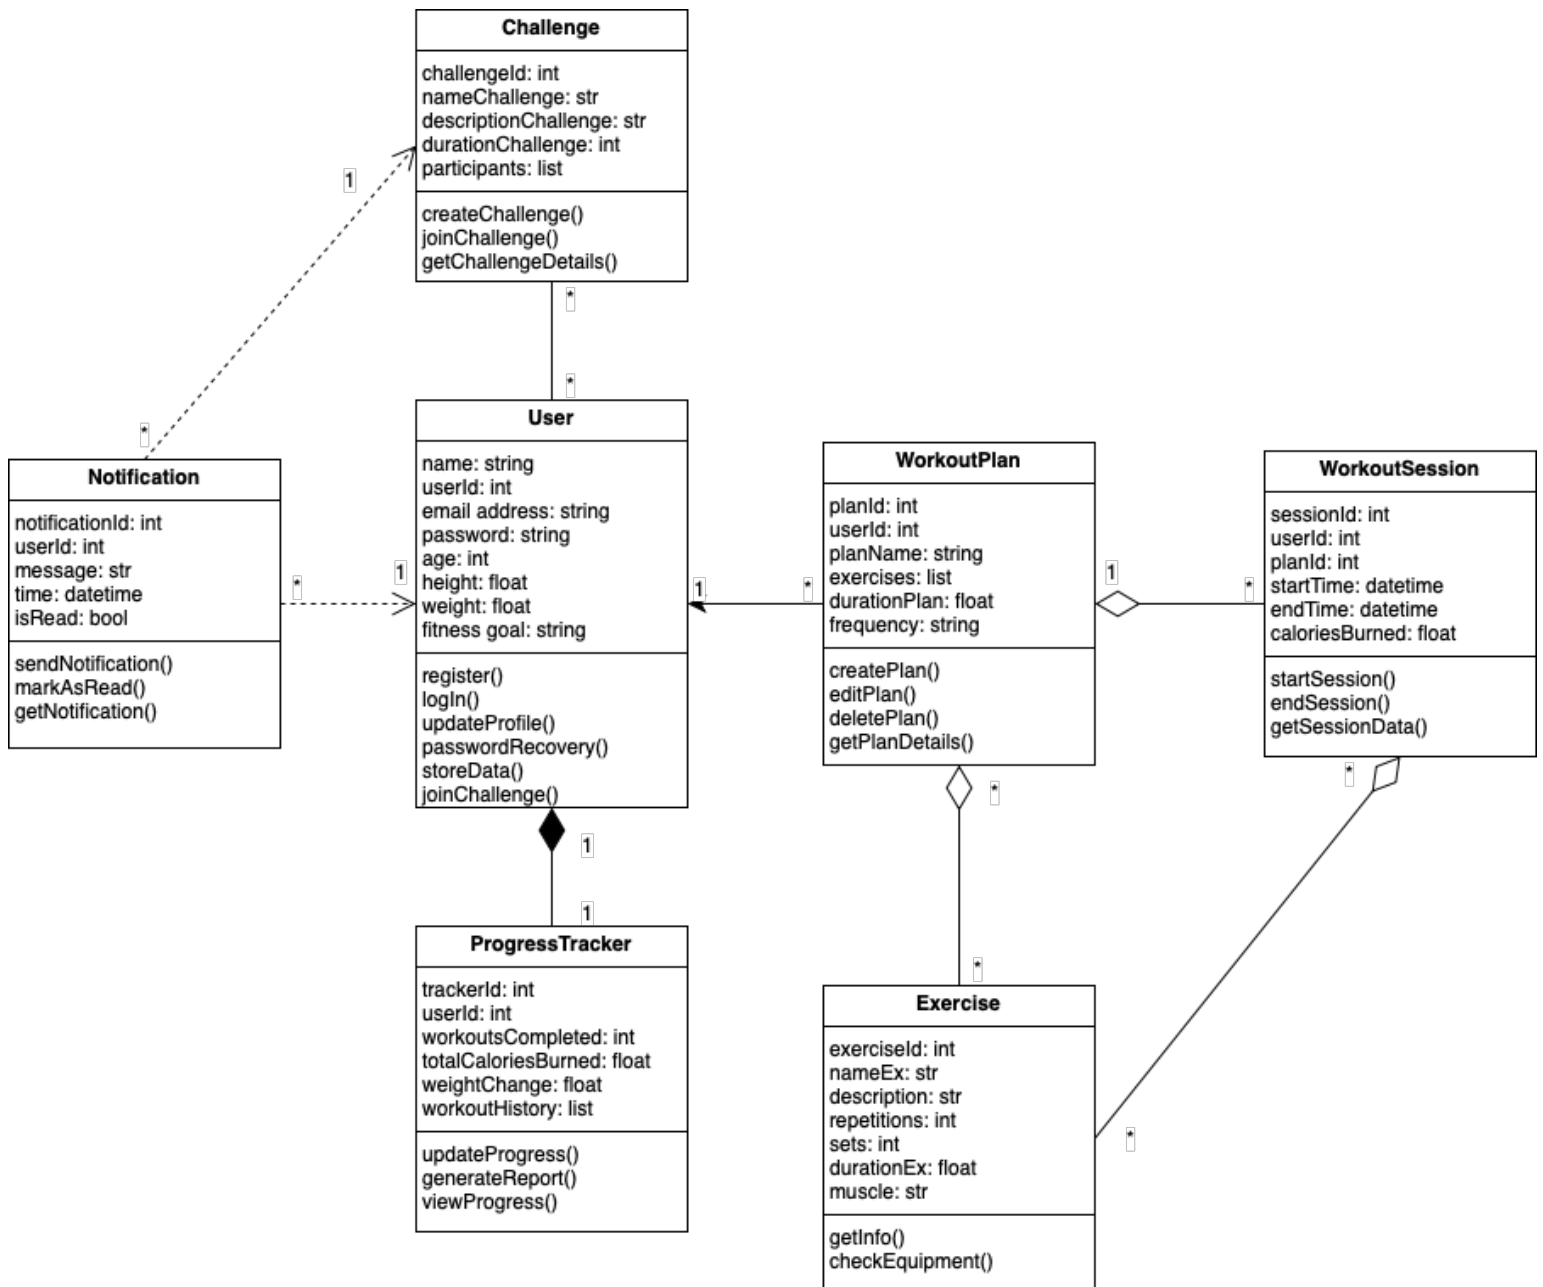 Challenge
challengeId: int
nameChallenge: str
descriptionChallenge: str
durationChallenge: int
participants: list
createChallenge()
joinChallenge()
getChallengeDetails()
1
*
*
*
User
name: string
userId: int
email address: string
password: string
age: int
height: float
weight: float
fitness goal: string
register()
logIn()
updateProfile()
passwordRecovery()
storeData()
joinChallenge()
Notification
notificationId: int
userId: int
message: str
time: datetime
isRead: bool
sendNotification()
markAsRead()
getNotification()
*
1
1
*
WorkoutPlan
planId: int
userId: int
planName: string
exercises: list
durationPlan: float
frequency: string
createPlan()
editPlan()
deletePlan()
getPlanDetails()
1
*
WorkoutSession
sessionId: int
userId: int
planId: int
startTime: datetime
endTime: datetime
caloriesBurned: float
startSession()
endSession()
getSessionData()
*
*
1
1
ProgressTracker
trackerId: int
userId: int
workoutsCompleted: int
totalCaloriesBurned: float
weightChange: float
workoutHistory: list
updateProgress()
generateReport()
viewProgress()
*
Exercise
exerciseId: int
nameEx: str
description: str
repetitions: int
sets: int
durationEx: float
muscle: str
getInfo()
checkEquipment()
*